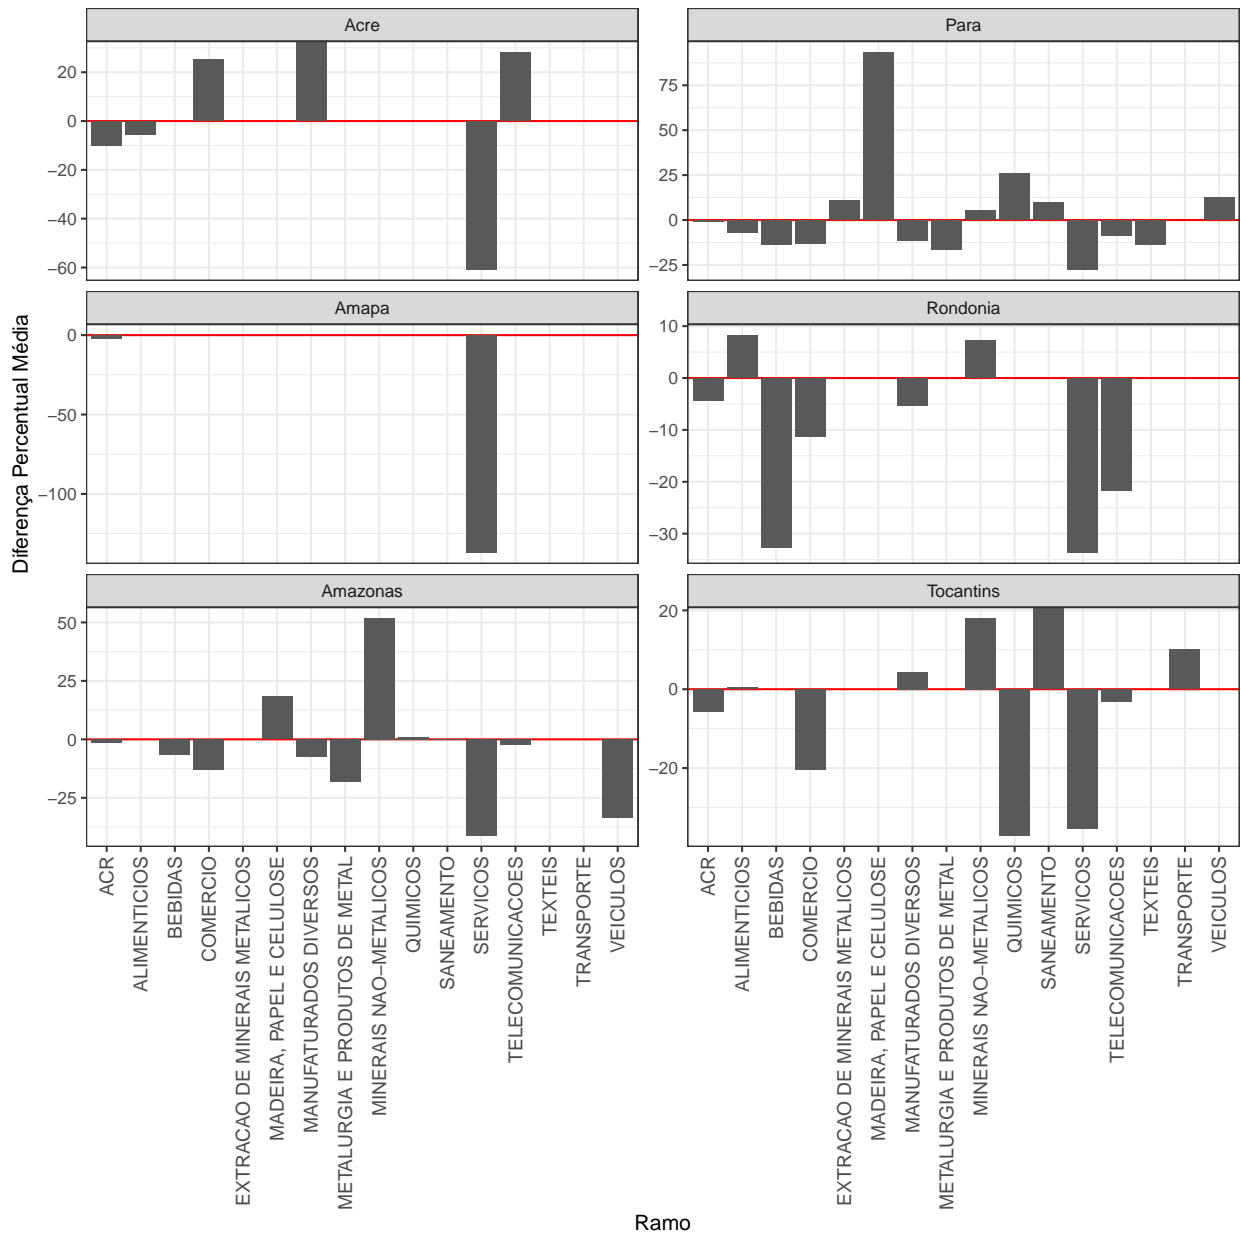 Acre
20
0
−20
−40
−60
Para
75
50
25
0
−25
Amapa
0
−50
−100
Rondonia
10
0
−10
−20
−30
Amazonas
50
25
0
−25
Tocantins
20
0
−20
ACR
ALIMENTICIOS
BEBIDAS
COMERCIO
EXTRACAO DE MINERAIS METALICOS
MADEIRA, PAPEL E CELULOSE
MANUFATURADOS DIVERSOS
METALURGIA E PRODUTOS DE METAL
MINERAIS NAO−METALICOS
QUIMICOS
SANEAMENTO
SERVICOS
TELECOMUNICACOES
TEXTEIS
TRANSPORTE
VEICULOS
ACR
ALIMENTICIOS
BEBIDAS
COMERCIO
EXTRACAO DE MINERAIS METALICOS
MADEIRA, PAPEL E CELULOSE
MANUFATURADOS DIVERSOS
METALURGIA E PRODUTOS DE METAL
MINERAIS NAO−METALICOS
QUIMICOS
SANEAMENTO
SERVICOS
TELECOMUNICACOES
TEXTEIS
TRANSPORTE
VEICULOS
Diferença Percentual Média
Ramo